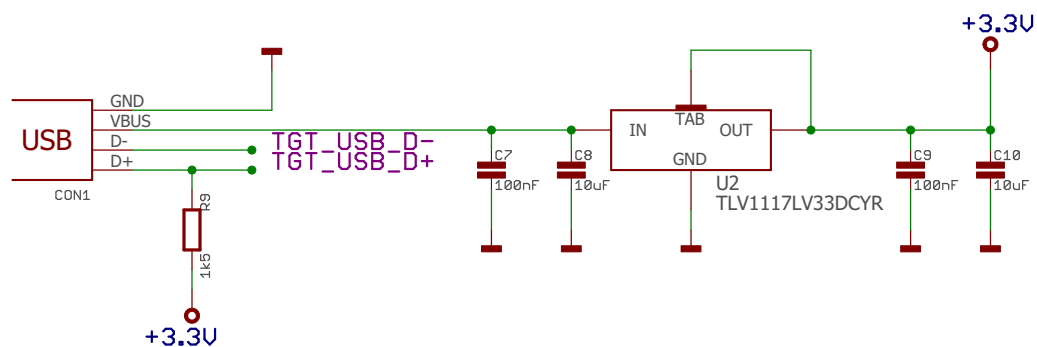 +3.3V
GND
VBUS
D-
D+
USB
CON1
TGT_USB_D-
TGT_USB_D+
R9
1k5
+3.3V
C7
100nF
C8
10uF
IN
TAB
OUT
GND
U2
TLV1117LV33DCYR
C9
100nF
C10
10uF